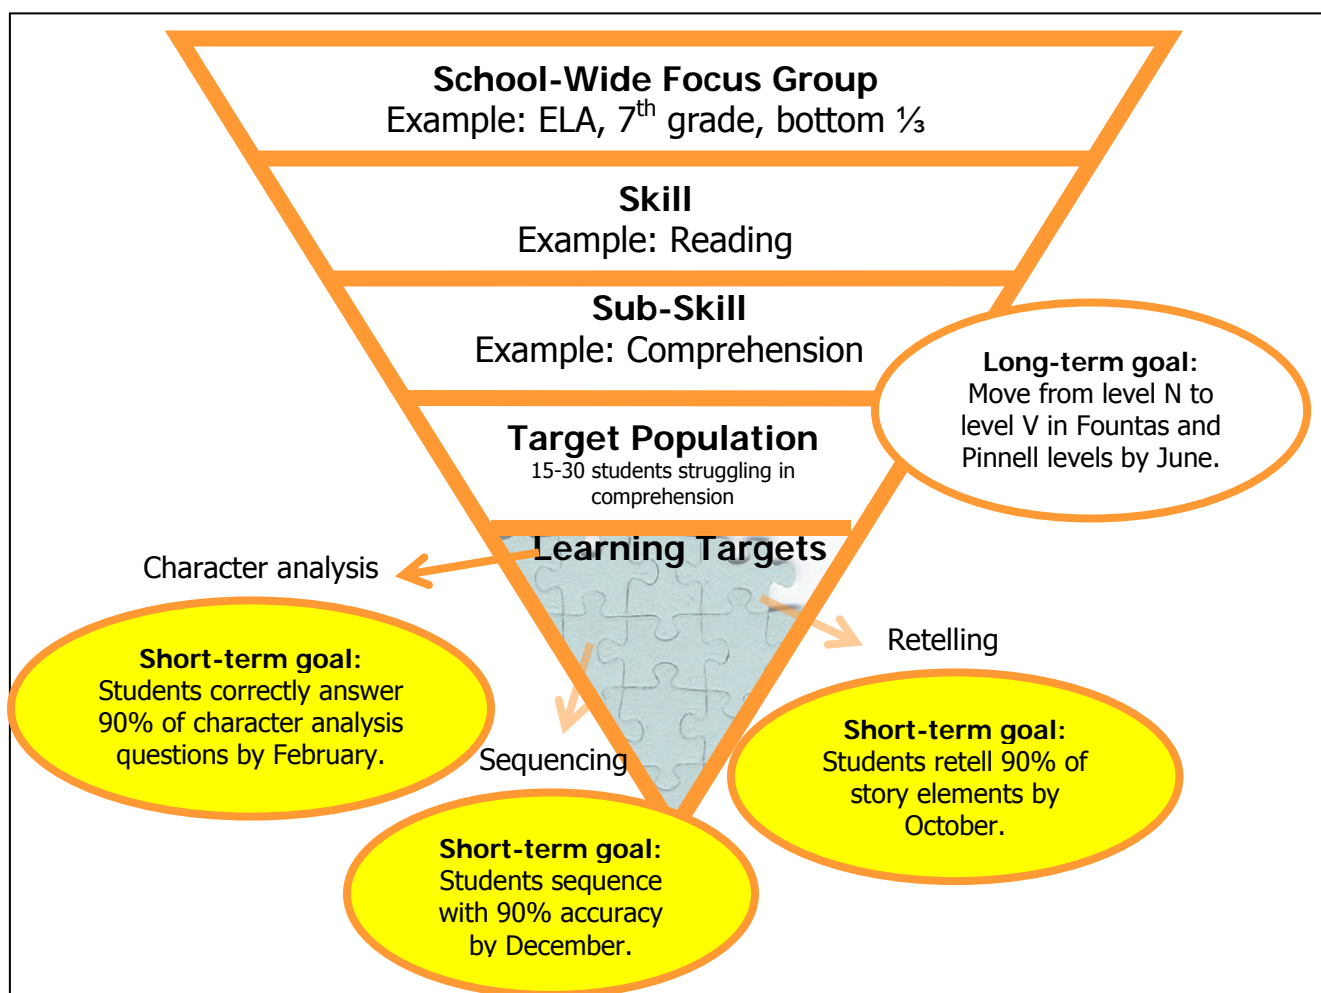 School-Wide Focus Group
Example: ELA, 7th grade, bottom ⅓
Skill
Example: Reading
Sub-Skill
Example: Comprehension
Long-term goal:
Move from level N to
level V in Fountas and
Pinnell levels by June.
Target Population
15-30 students struggling in
comprehension
Learning Targets
Character analysis
Short-term goal:
Students correctly answer
90% of character analysis
questions by February.
Sequencing
Short-term goal:
Students sequence
with 90% accuracy
by December.
Retelling
Short-term goal:
Students retell 90% of
story elements by
October.